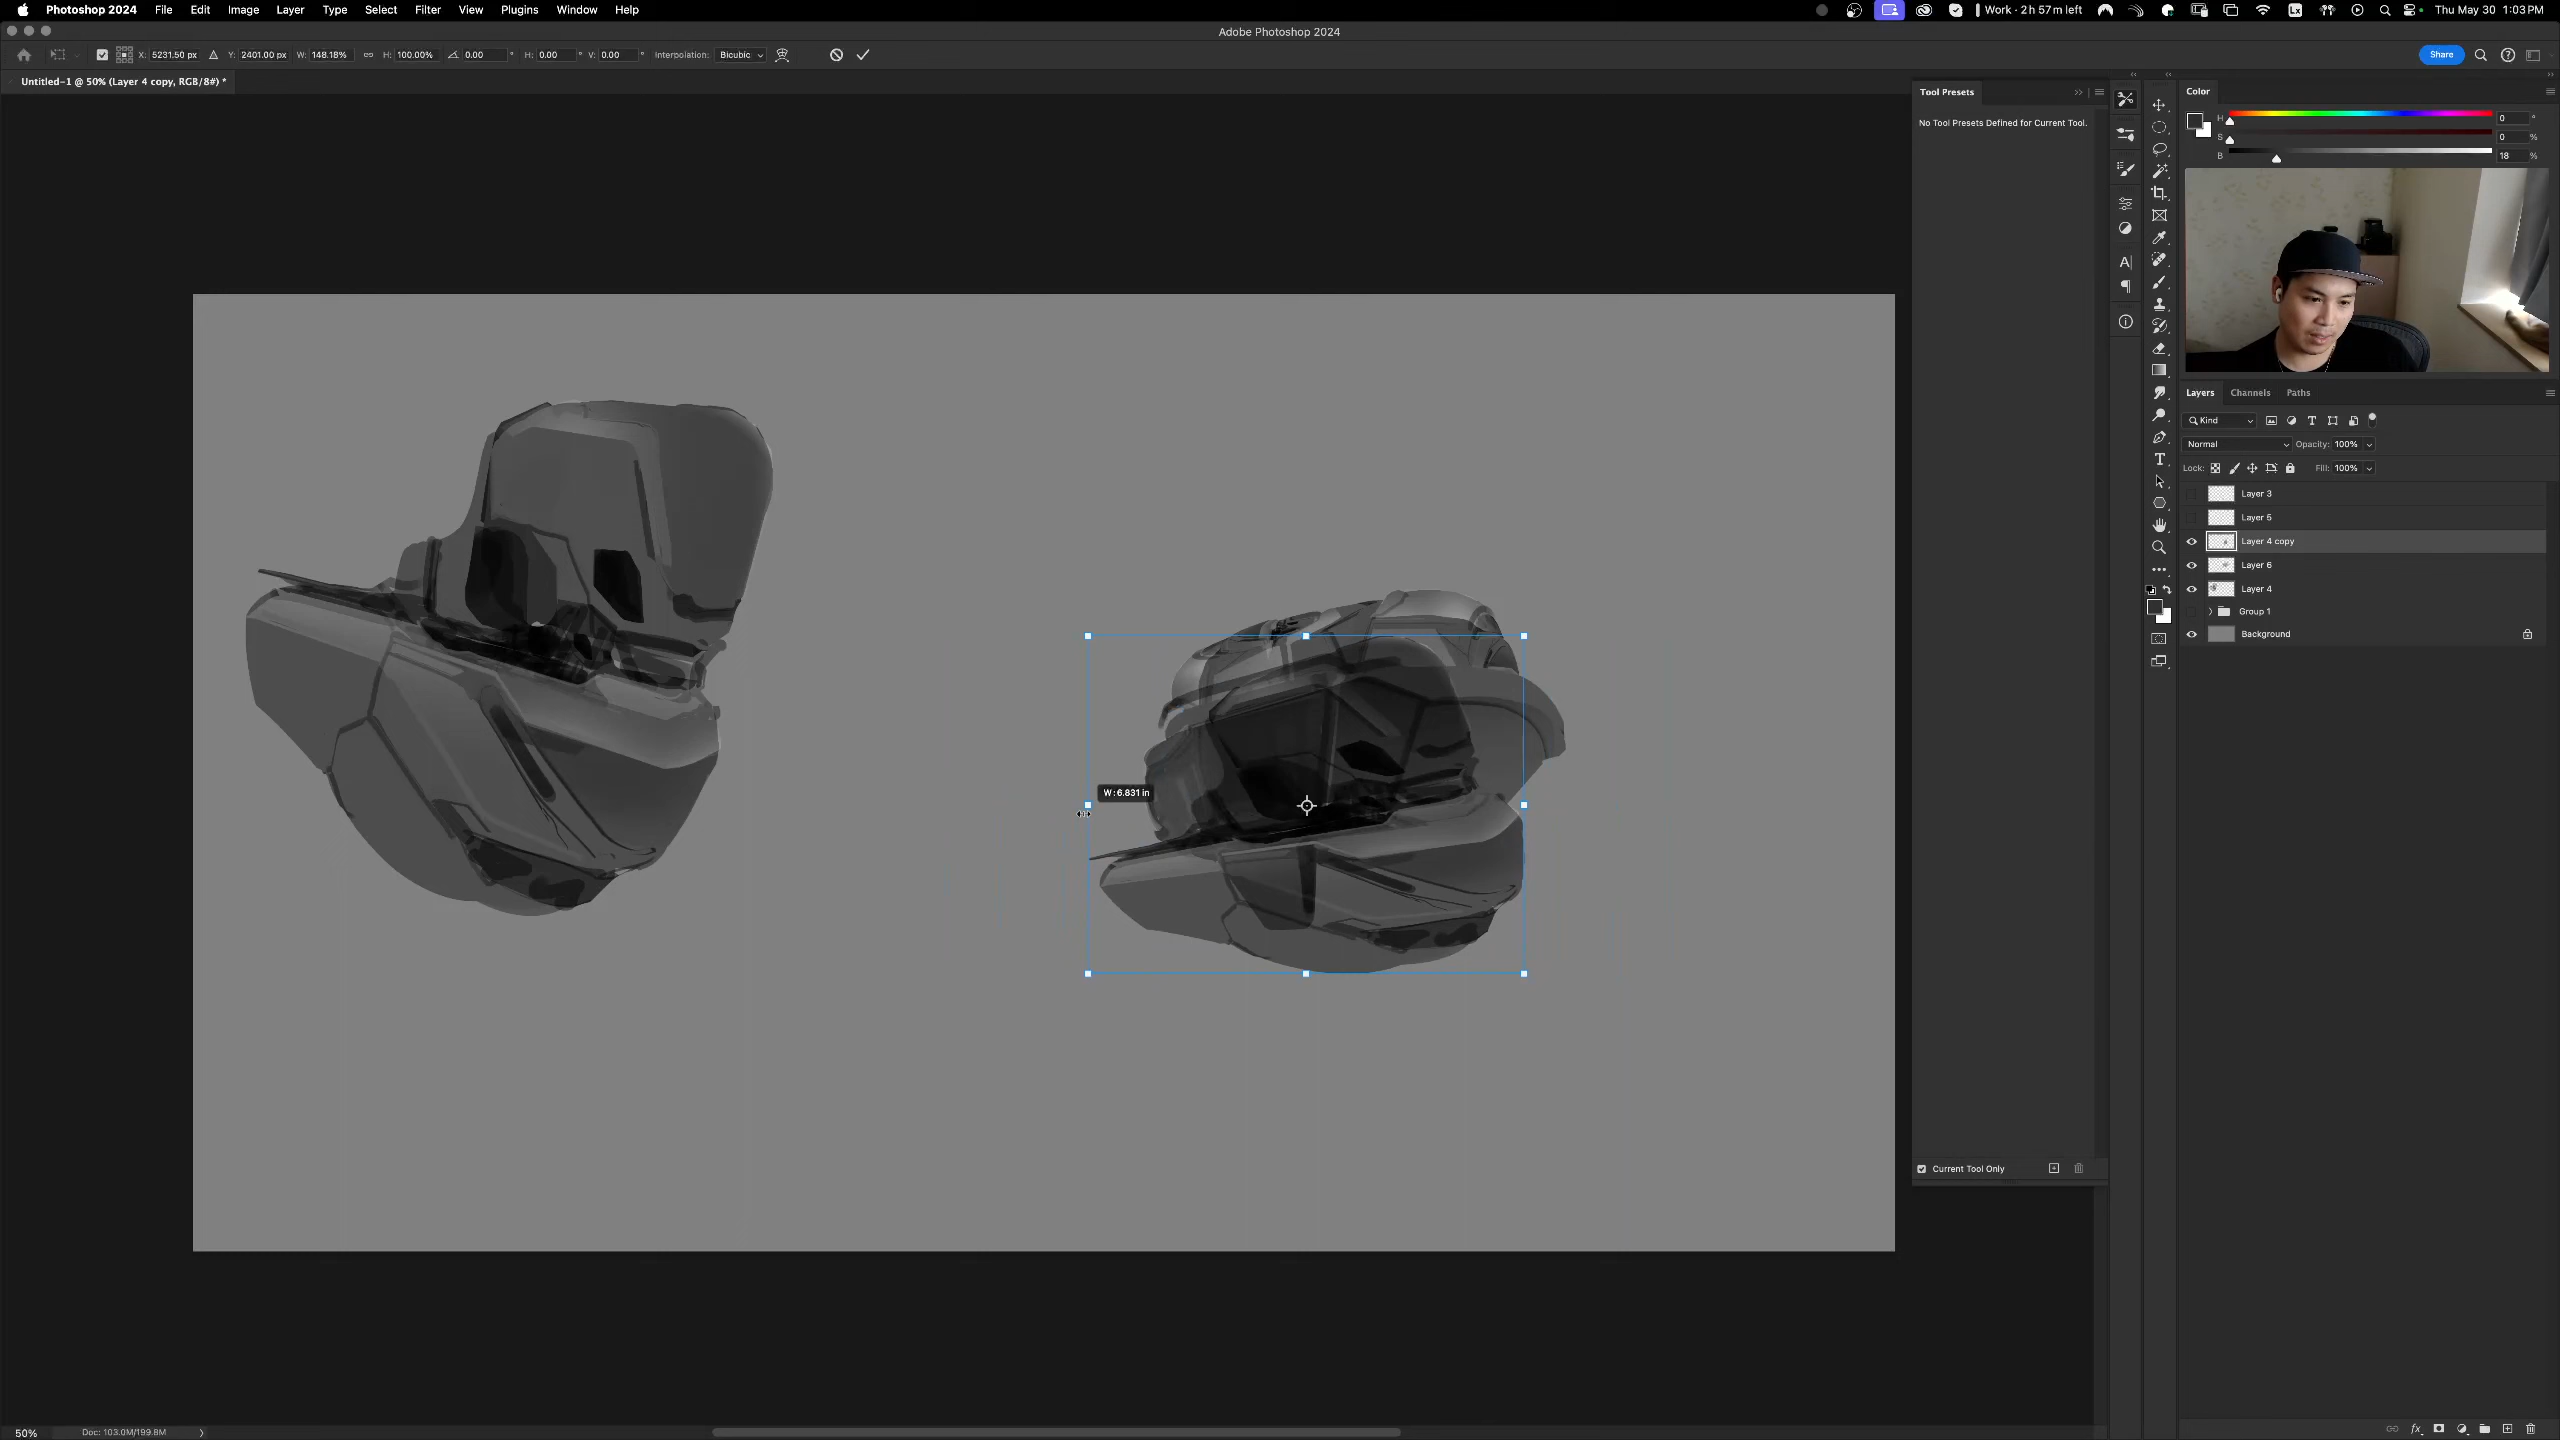 Photoshop 2024 File Edit Image Layer Type Select Filter View Plugins Window Help Work · 2 h 57 m left Thu May 30 1:03 PM
Adobe Photoshop 2024
X: 5231.50 px Y: 2401.00 px W: 148.18% H: 100.00% 0.00 ° H: 0.00 ° V: 0.00 ° Interpolation: Bicubic Share
Untitled-1 @ 50% (Layer 4 copy, RGB/8#) *
Tool Presets
No Tool Presets Defined for Current Tool.
Color
H 0 °
S 0 %
B 18 %
Layers Channels Paths
Kind
Normal Opacity: 100%
Lock: Fill: 100%
Layer 3
Layer 5
Layer 4 copy
Layer 6
Layer 4
Group 1
Background
W: 6.831 in
Current Tool Only
50% Doc: 103.0M/199.8M